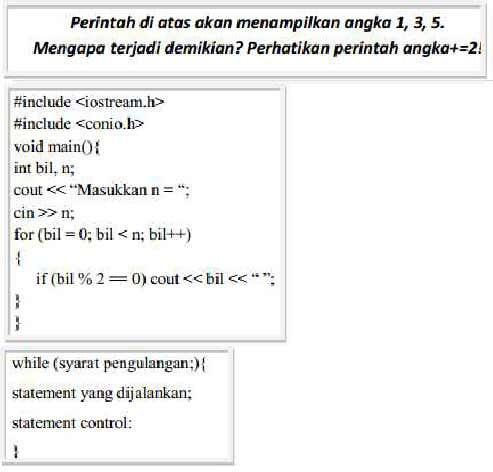 Perintah di atas akan menampilkan angka 1, 3, 5.
Mengapa terjadi demikian? Perhatikan perintah angka+=2!
#include <iostream.h>
#include <conio.h>
void main(){
int bil, n;
cout << “Masukkan n = “;
cin >> n;
for (bil = 0; bil < n; bil++)
{
if (bil % 2 == 0) cout << bil << “ ”;
}
}
while (syarat pengulangan;){
statement yang dijalankan;
statement control:
}